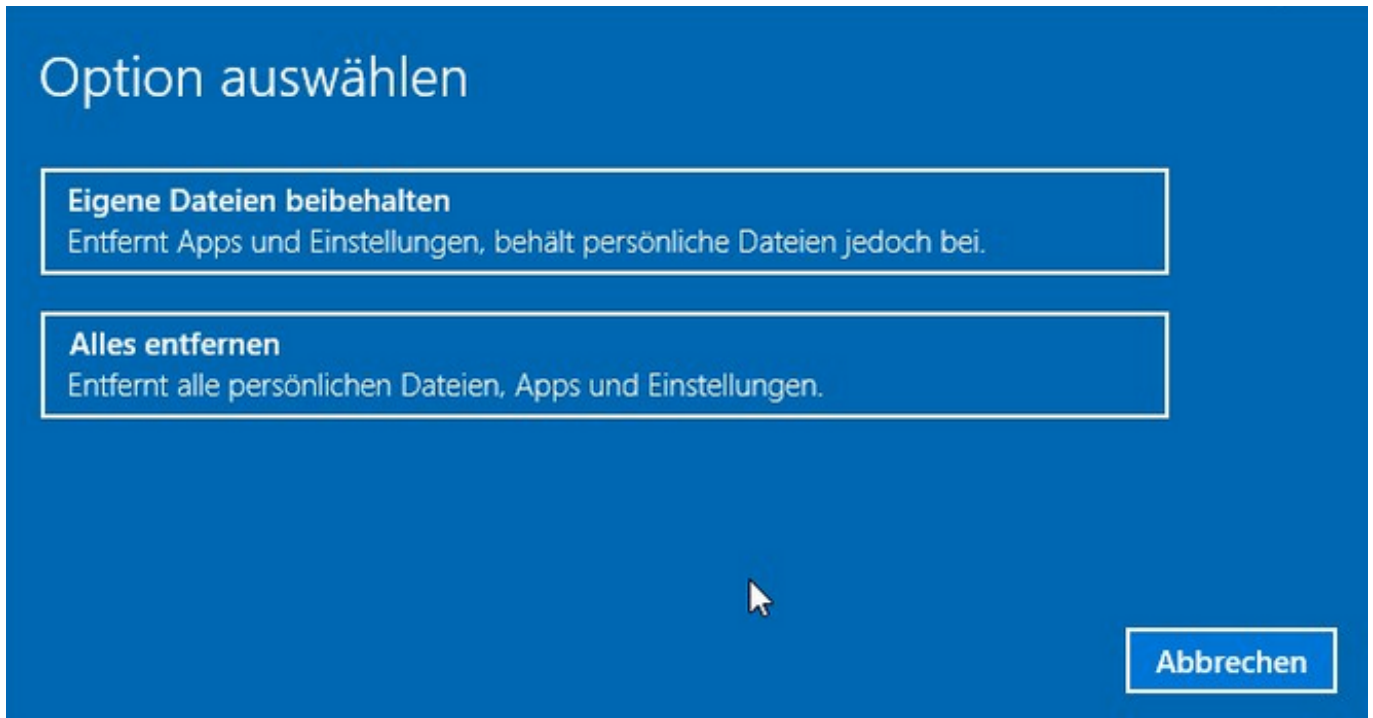 Option auswählen
Eigene Dateien beibehalten
Entfernt Apps und Einstellungen, behält persönliche Dateien jedoch bei.
Alles entfernen
Entfernt alle persönlichen Dateien, Apps und Einstellungen.
Abbrechen